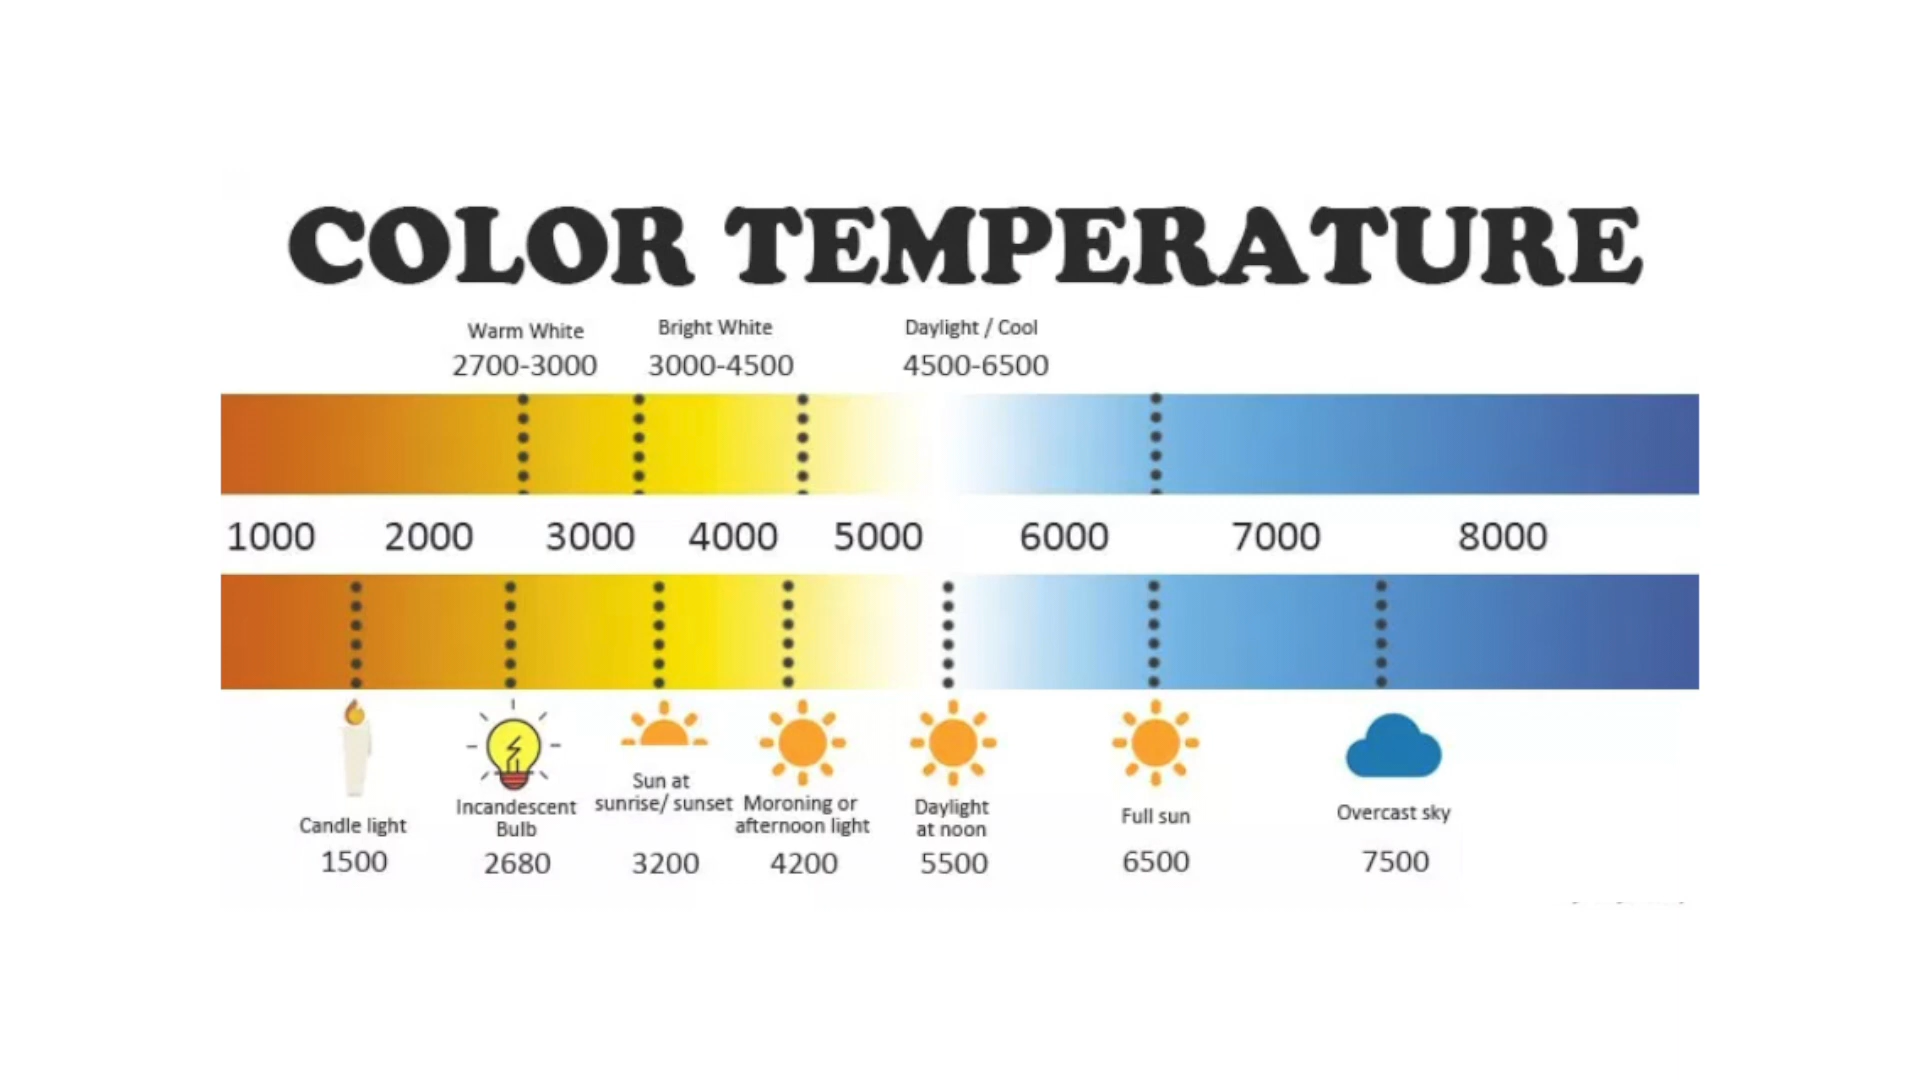 COLOR TEMPERATURE
Warm White
2700-3000
Bright White
3000-4500
Daylight / Cool
4500-6500
1000 2000 3000 4000 5000 6000 7000 8000
Candle light
1500
Incandescent
Bulb
2680
Sun at
sunrise/ sunset
3200
Moroning or
afternoon light
4200
Daylight
at noon
5500
Full sun
6500
Overcast sky
7500